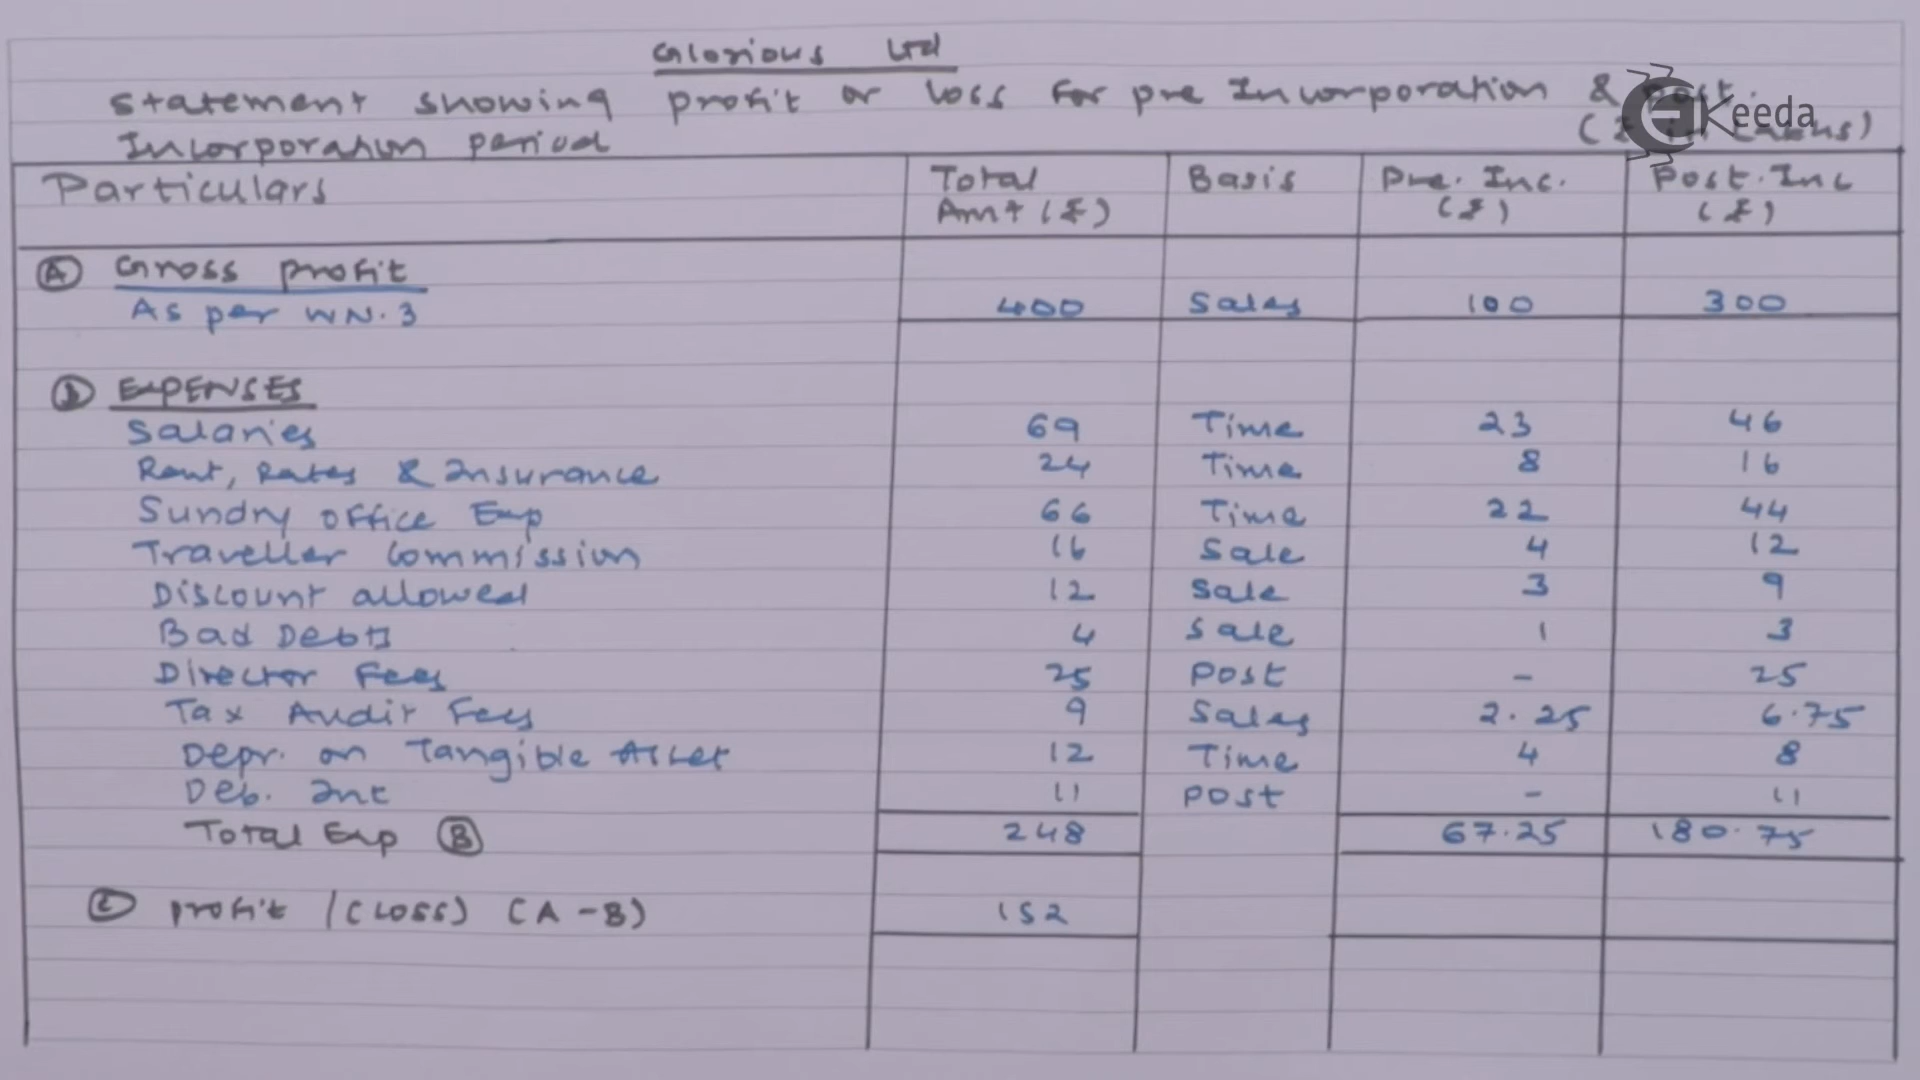 Glorious Ltd
Statement showing profit or loss for pre Incorporation &
Incorporation period
Keeda
Particulars Total Basis Pre. Inc. Post. Inc
Amt (₹) (₹) (₹)
(A) Gross profit
As per WN. 3 400 Sales 100 300
(B) EXPENSES
Salaries 69 Time 23 46
Rent, Rates & Insurance 24 Time 8 16
Sundry office Exp 66 Time 22 44
Traveller Commission 16 Sale 4 12
Discount allowed 12 Sale 3 9
Bad Debts 4 Sale 1 3
Director Fees 25 Post - 25
Tax Audit Fees 9 Sales 2.25 6.75
Depr. on Tangible Asset 12 Time 4 8
Deb. Int 11 Post - 11
Total Exp (B) 248 67.25 180.75
(C) Profit / (Loss) (A - B) 152